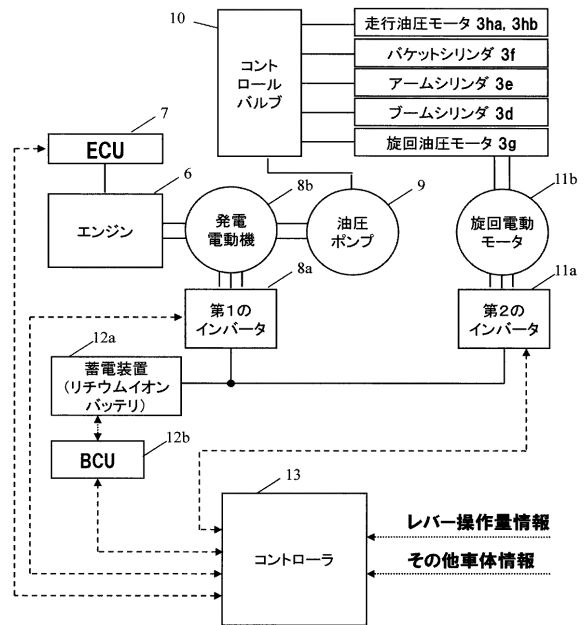 10
コント
ロール
バルブ
走行油圧モータ 3ha, 3hb
バケットシリンダ 3f
アームシリンダ 3e
ブームシリンダ 3d
旋回油圧モータ 3g
7
ECU
6
エンジン
8b
発電
電動機
9
油圧
ポンプ
11b
旋回電動
モータ
8a
第1の
インバータ
11a
第2の
インバータ
12a
蓄電装置
(リチウムイオン
バッテリ)
BCU
12b
13
コントローラ
レバー操作量情報
その他車体情報